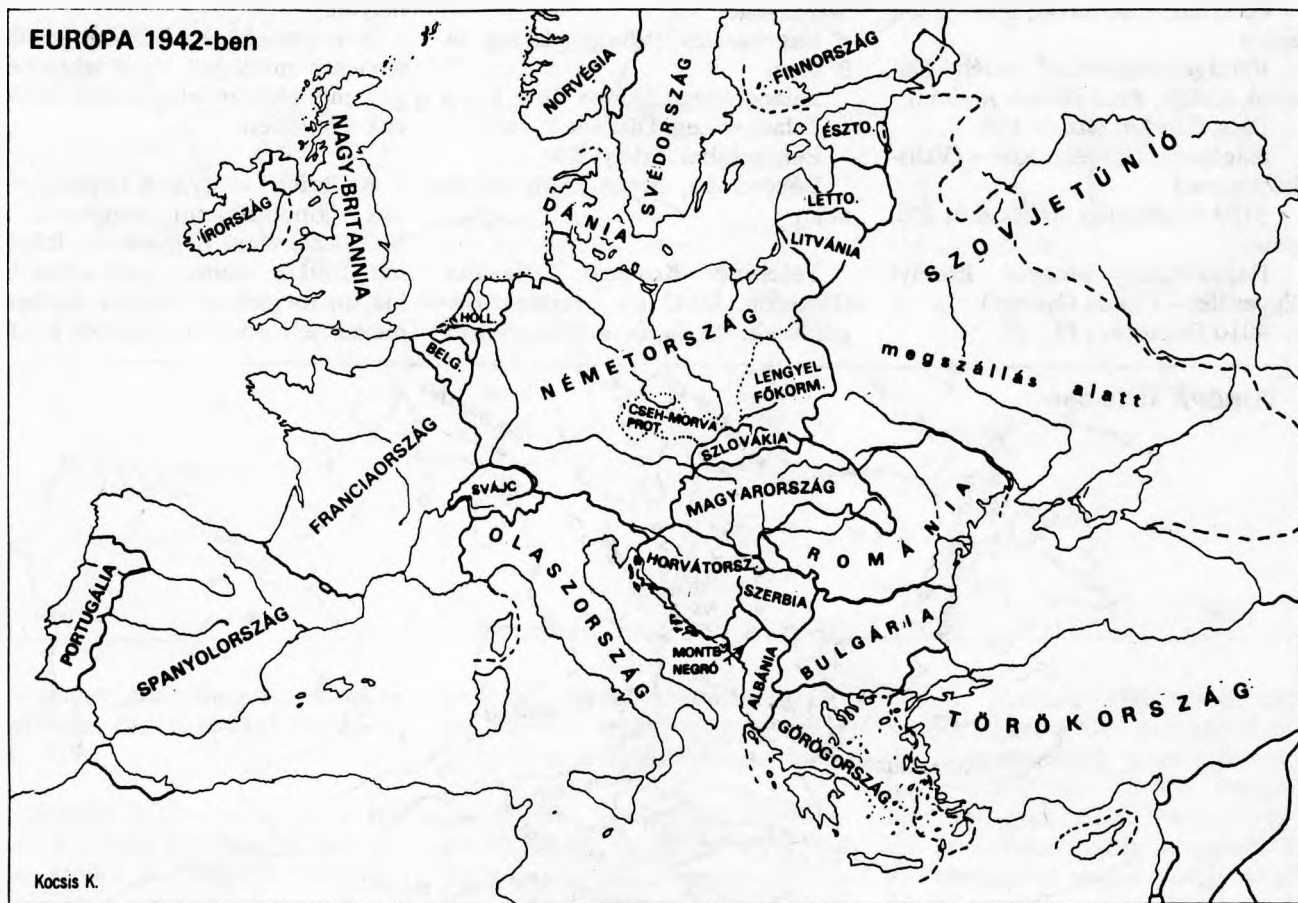 EURÓPA 1942-ben
NORVÉGIA
SVÉDORSZÁG
FINNORSZÁG
ÉSZTO.
LETTO.
LITVÁNIA
SZOVJETÚNIÓ
NAGY-BRITANNIA
ÍRORSZÁG
DÁNIA
HOLL.
BELG.
NÉMETORSZÁG
LENGYEL
FŐKORM.
megszállás alatt
CSEH-MORVA
PROT.
SZLOVÁKIA
FRANCIAORSZÁG
SVÁJC
MAGYARORSZÁG
ROMÁNIA
OLASZORSZÁG
HORVÁTORSZ.
SZERBIA
PORTUGÁLIA
SPANYOLORSZÁG
MONTE
NEGRÓ
ALBÁNIA
BULGÁRIA
GÖRÖGORSZÁG
TÖRÖKORSZÁG
Kocsis K.